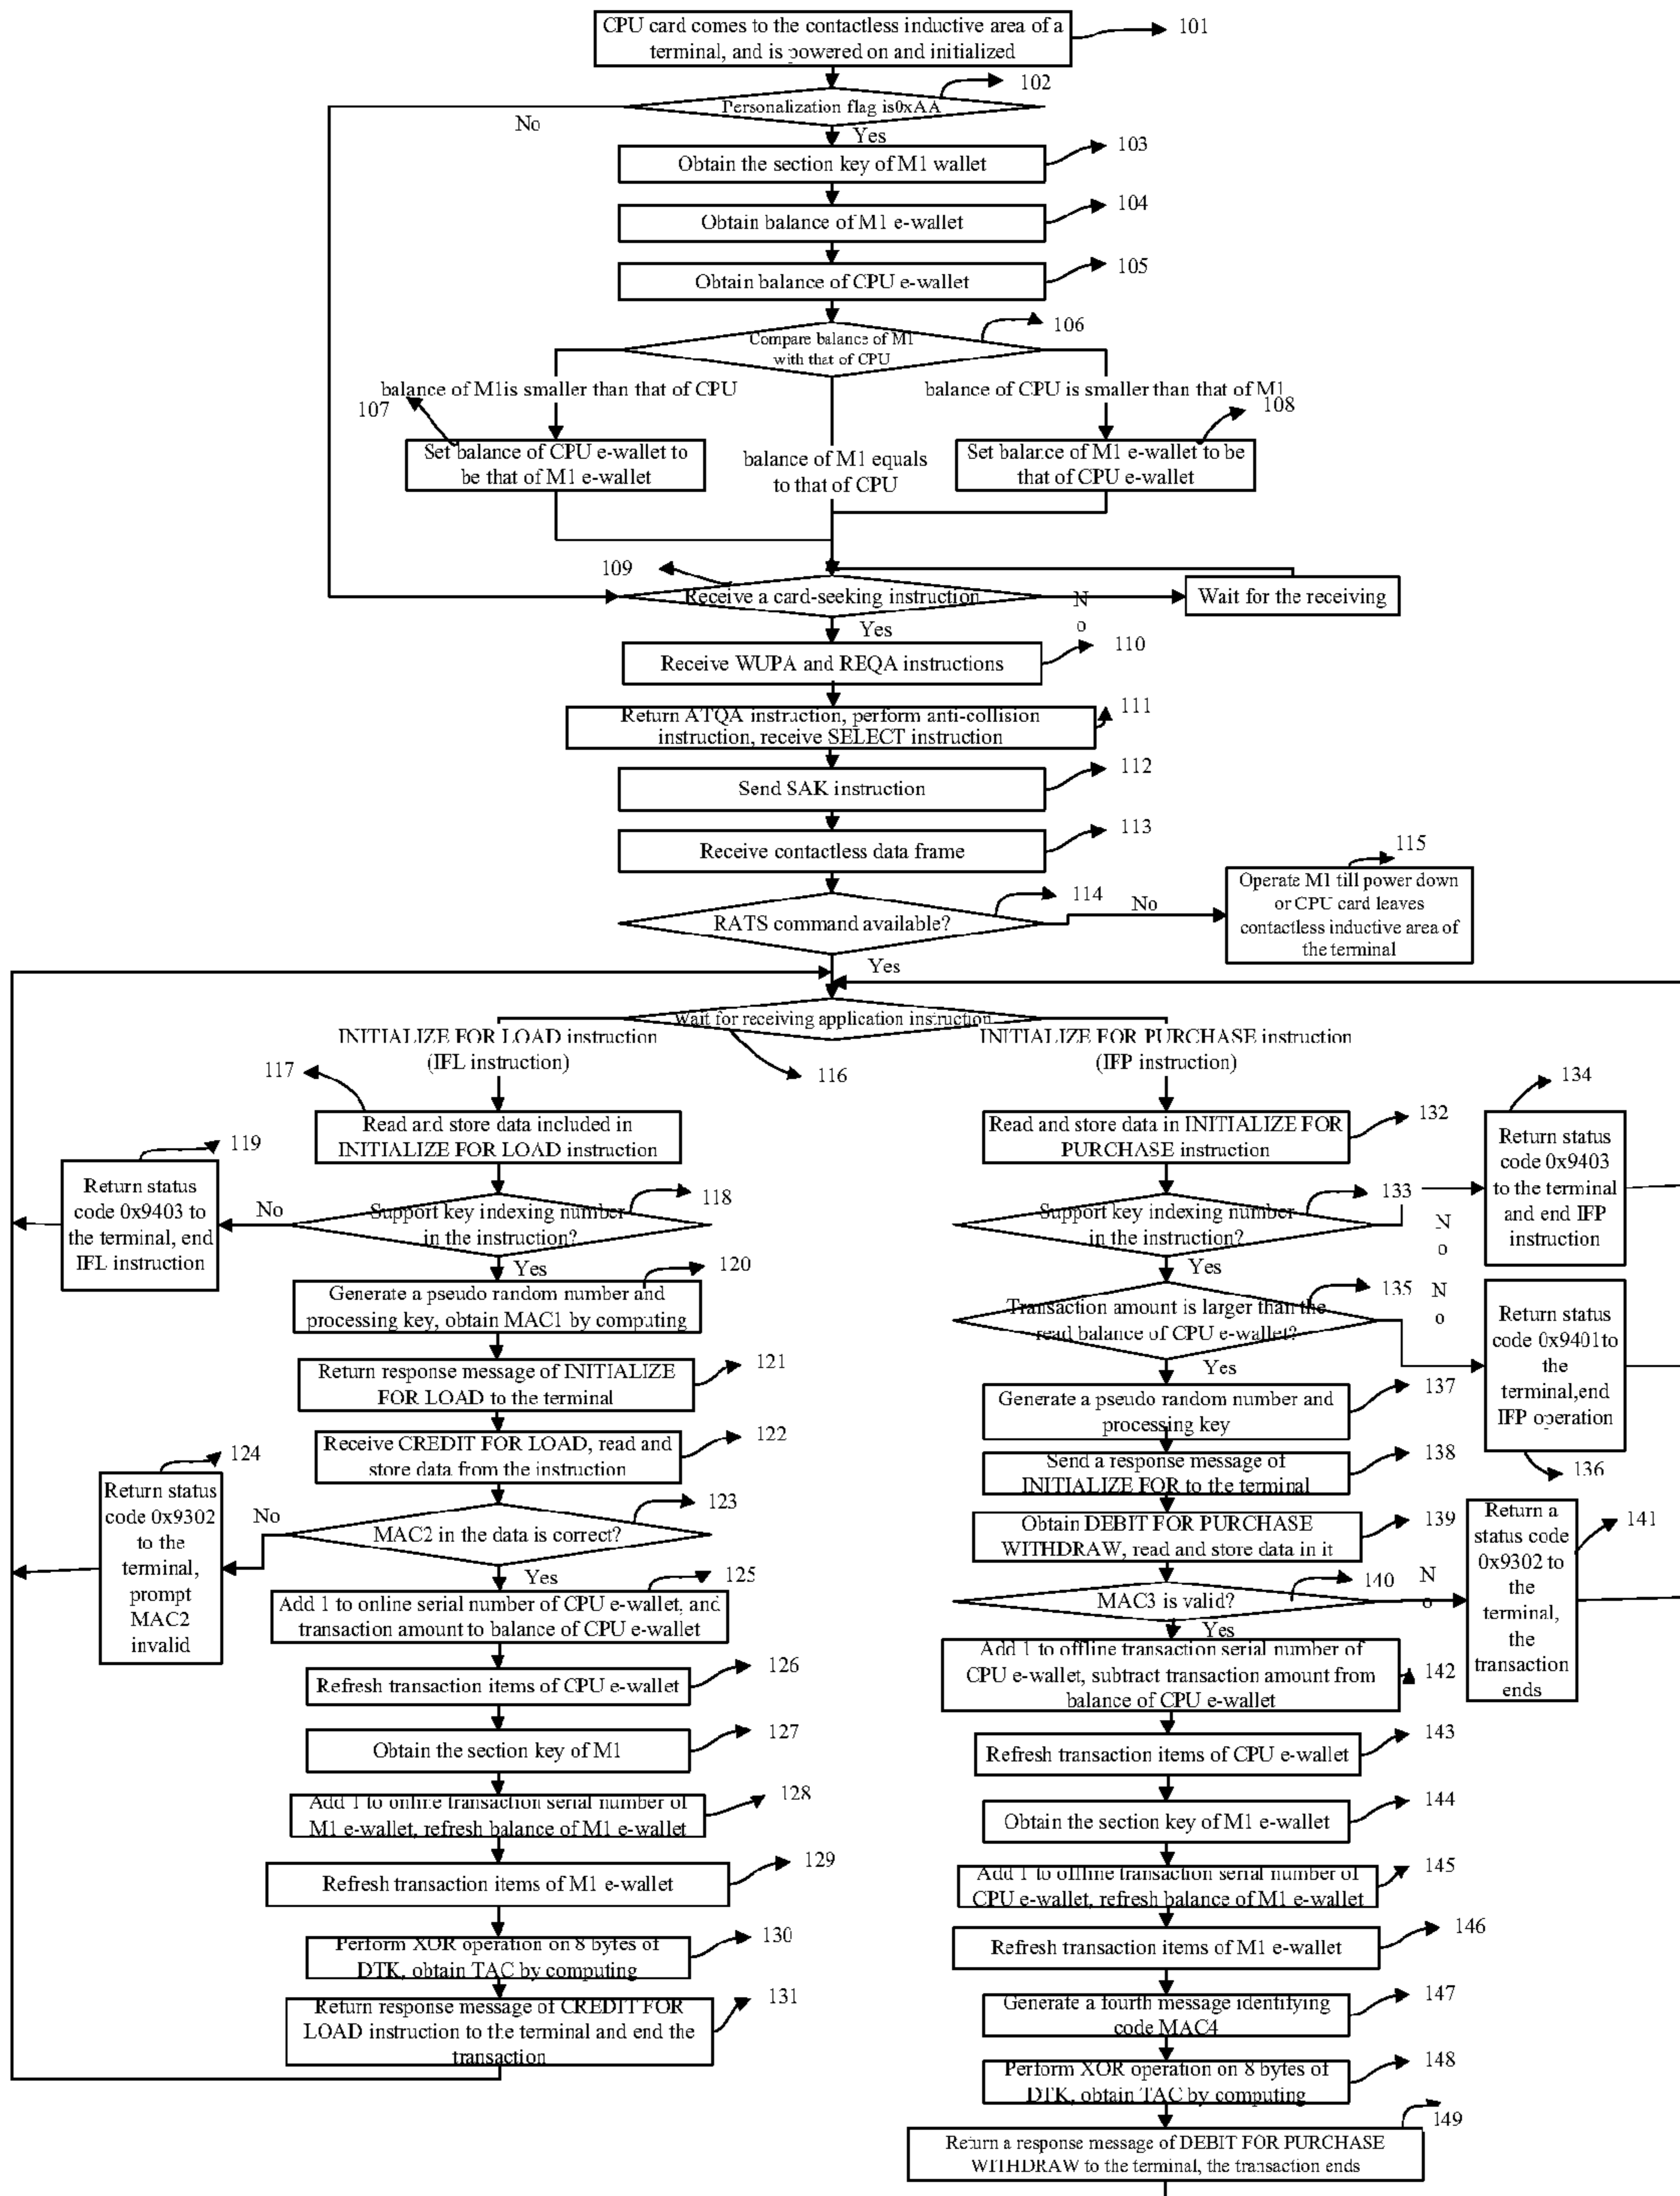 CPU card comes to the contactless inductive area of a
terminal, and is powered on and initialized
101
102
Personalization flag is0xAA
No
Yes
103
Obtain the section key of M1 wallet
104
Obtain balance of M1 e-wallet
105
Obtain balance of CPU e-wallet
106
Compare balance of M1
with that of CPU
balance of M1is smaller than that of CPU
balance of CPU is smaller than that of M1
107
108
Set balance of CPU e-wallet to
be that of M1 e-wallet
balance of M1 equals
to that of CPU
Set balance of M1 e-wallet to be
that of CPU e-wallet
109
Receive a card-seeking instruction
N
o
Wait for the receiving
Yes
110
Receive WUPA and REQA instructions
111
Return ATQA instruction, perform anti-collision
instruction, receive SELECT instruction
112
Send SAK instruction
113
Receive contactless data frame
114
RATS command available?
No
115
Operate M1 till power down
or CPU card leaves
contactless inductive area of
the terminal
Yes
Wait for receiving application instruction
116
INITIALIZE FOR LOAD instruction
(IFL instruction)
117
Read and store data included in
INITIALIZE FOR LOAD instruction
118
Support key indexing number
in the instruction?
No
119
Return status
code 0x9403 to
the terminal, end
IFL instruction
Yes
120
Generate a pseudo random number and
processing key, obtain MAC1 by computing
121
Return response message of INITIALIZE
FOR LOAD to the terminal
122
Receive CREDIT FOR LOAD, read and
store data from the instruction
123
MAC2 in the data is correct?
No
124
Return status
code 0x9302
to the
terminal,
prompt
MAC2
invalid
Yes
125
Add 1 to online serial number of CPU e-wallet, and
transaction amount to balance of CPU e-wallet
126
Refresh transaction items of CPU e-wallet
127
Obtain the section key of M1
128
Add 1 to online transaction serial number of
M1 e-wallet, refresh balance of M1 e-wallet
129
Refresh transaction items of M1 e-wallet
130
Perform XOR operation on 8 bytes of
DTK, obtain TAC by computing
131
Return response message of CREDIT FOR
LOAD instruction to the terminal and end the
transaction
INITIALIZE FOR PURCHASE instruction
(IFP instruction)
132
Read and store data in INITIALIZE FOR
PURCHASE instruction
133
Support key indexing number
in the instruction?
N
o
134
Return status
code 0x9403
to the terminal
and end IFP
instruction
Yes
135
Transaction amount is larger than the
read balance of CPU e-wallet?
N
o
Return status
code 0x9401to
the
terminal,end
IFP operation
136
Yes
137
Generate a pseudo random number and
processing key
138
Send a response message of
INITIALIZE FOR to the terminal
139
Obtain DEBIT FOR PURCHASE
WITHDRAW, read and store data in it
140
MAC3 is valid?
N
o
141
Return a
status code
0x9302 to
the
terminal,
the
transaction
ends
Yes
142
Add 1 to offline transaction serial number of
CPU e-wallet, subtract transaction amount from
balance of CPU e-wallet
143
Refresh transaction items of CPU e-wallet
144
Obtain the section key of M1 e-wallet
145
Add 1 to offline transaction serial number of
CPU e-wallet, refresh balance of M1 e-wallet
146
Refresh transaction items of M1 e-wallet
147
Generate a fourth message identifying
code MAC4
148
Perform XOR operation on 8 bytes of
DTK, obtain TAC by computing
149
Return a response message of DEBIT FOR PURCHASE
WITHDRAW to the terminal, the transaction ends